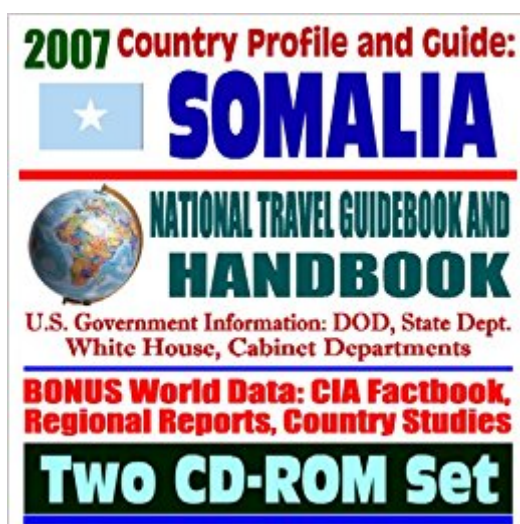 2007 Country Profile and Guide:
SOMALIA
NATIONAL TRAVEL GUIDEBOOK AND
HANDBOOK
U.S. Government Information: DOD, State Dept.
White House, Cabinet Departments
BONUS World Data: CIA Factbook,
Regional Reports, Country Studies
Two CD-ROM Set